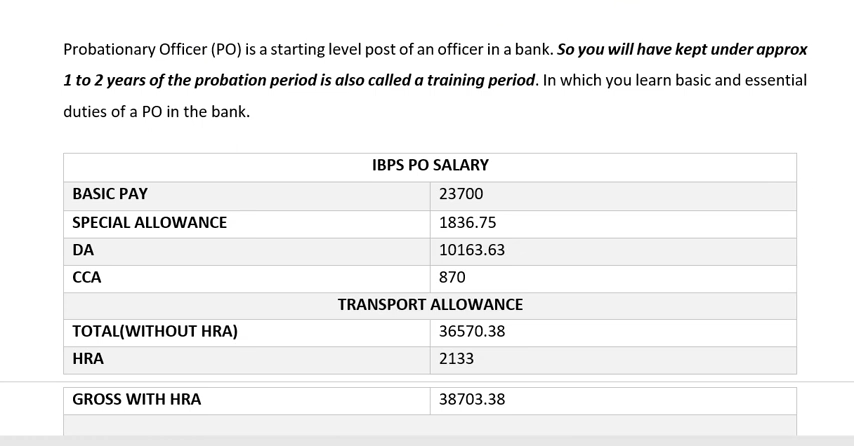 Probationary Officer (PO) is a starting level post of an officer in a bank. So you will have kept under approx
1 to 2 years of the probation period is also called a training period. In which you learn basic and essential
duties of a PO in the bank.
IBPS PO SALARY
BASIC PAY 23700
SPECIAL ALLOWANCE 1836.75
DA 10163.63
CCA 870
TRANSPORT ALLOWANCE
TOTAL(WITHOUT HRA) 36570.38
HRA 2133
GROSS WITH HRA 38703.38